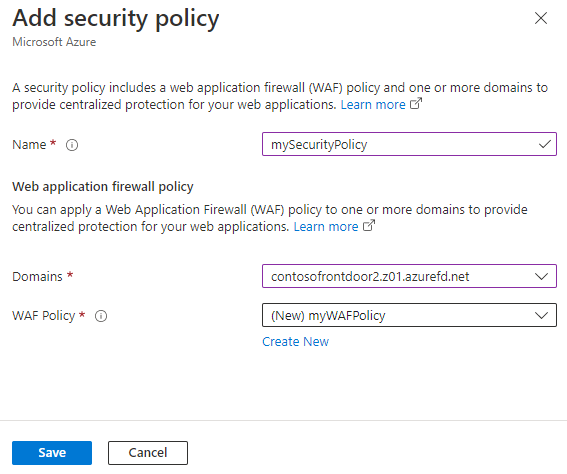 Add security policy
Microsoft Azure
A security policy includes a web application firewall (WAF) policy and one or more domains to
provide centralized protection for your web applications. Learn more
Name *
mySecurityPolicy
Web application firewall policy
You can apply a Web Application Firewall (WAF) policy to one or more domains to provide
centralized protection for your web applications. Learn more
Domains *
contosofrontdoor2.z01.azurefd.net
WAF Policy *
(New) myWAFPolicy
Create New
Save
Cancel